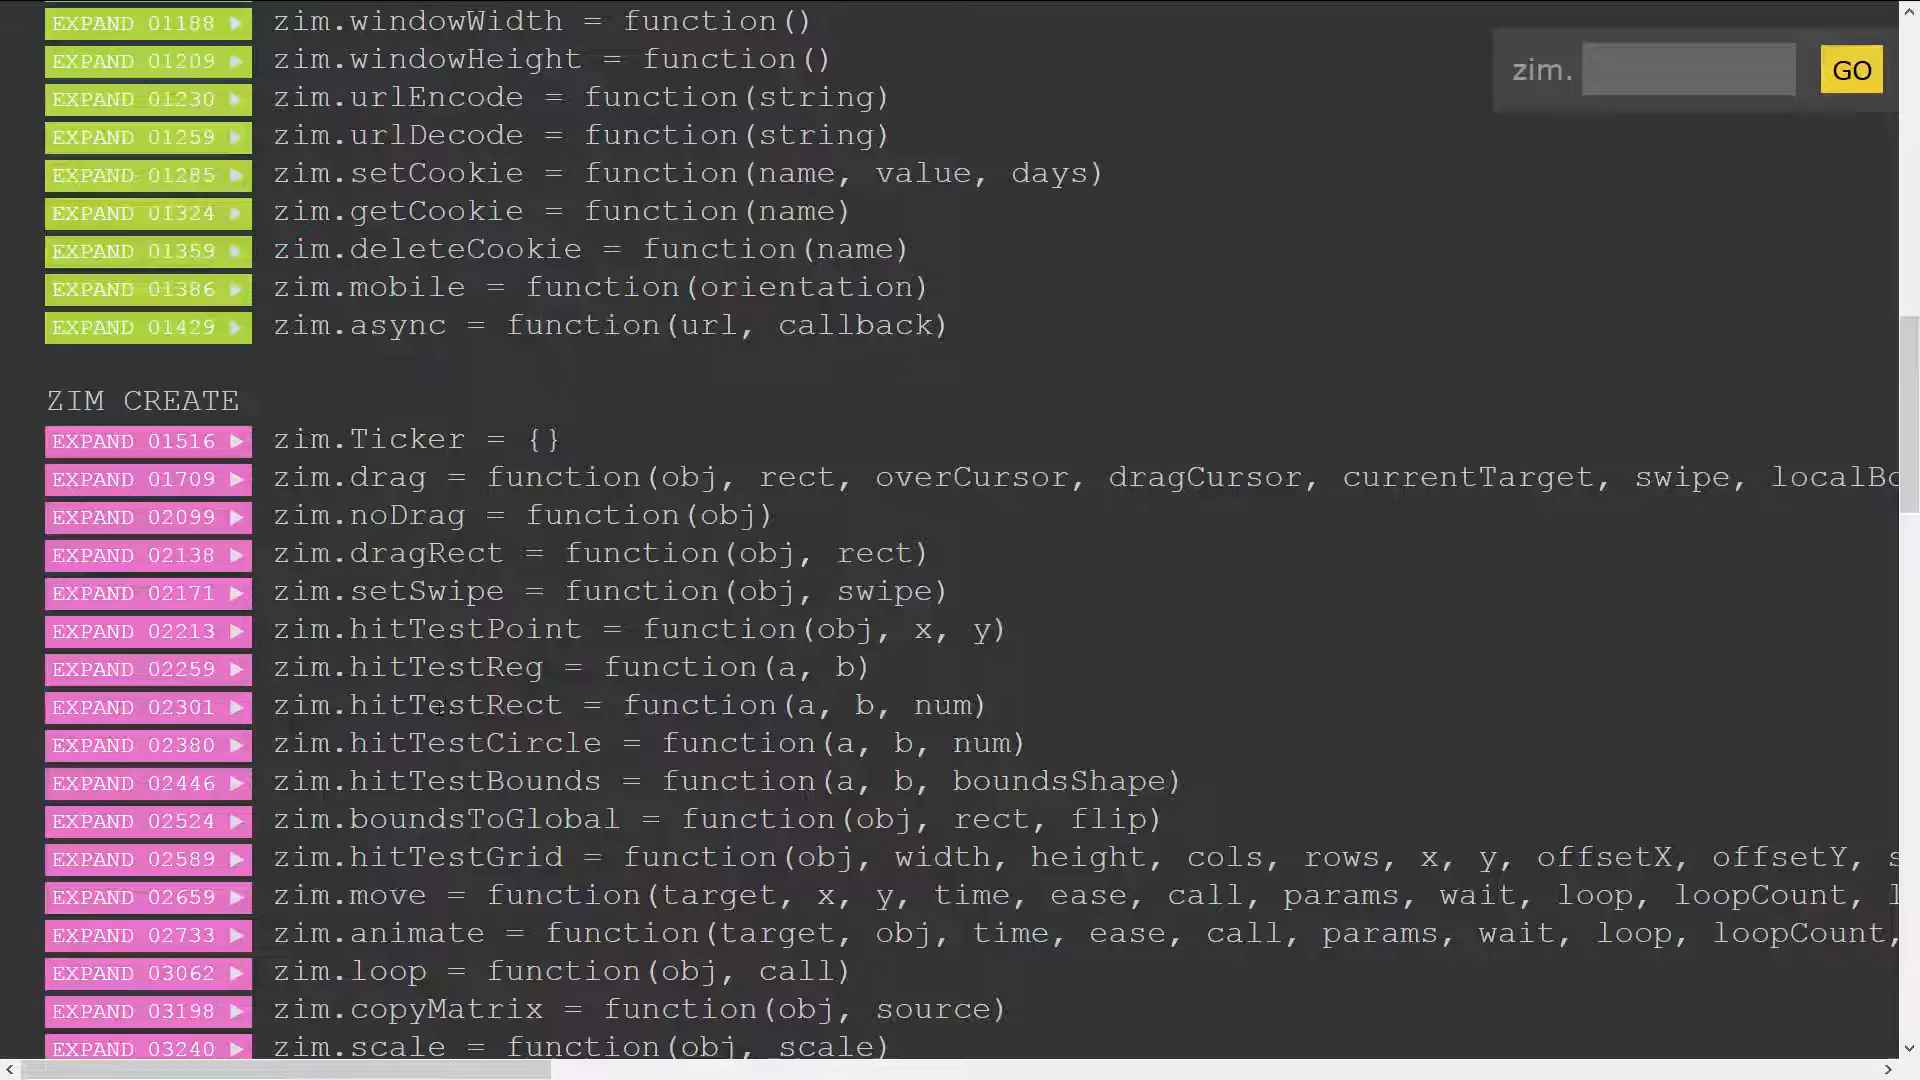 EXPAND 01188 ▶ zim.windowWidth = function()
EXPAND 01209 ▶ zim.windowHeight = function()
zim. GO
EXPAND 01230 ▶ zim.urlEncode = function(string)
EXPAND 01259 ▶ zim.urlDecode = function(string)
EXPAND 01285 ▶ zim.setCookie = function(name, value, days)
EXPAND 01324 ▶ zim.getCookie = function(name)
EXPAND 01359 ▶ zim.deleteCookie = function(name)
EXPAND 01386 ▶ zim.mobile = function(orientation)
EXPAND 01429 ▶ zim.async = function(url, callback)
ZIM CREATE
EXPAND 01516 ▶ zim.Ticker = {}
EXPAND 01709 ▶ zim.drag = function(obj, rect, overCursor, dragCursor, currentTarget, swipe, localBo
EXPAND 02099 ▶ zim.noDrag = function(obj)
EXPAND 02138 ▶ zim.dragRect = function(obj, rect)
EXPAND 02171 ▶ zim.setSwipe = function(obj, swipe)
EXPAND 02213 ▶ zim.hitTestPoint = function(obj, x, y)
EXPAND 02259 ▶ zim.hitTestReg = function(a, b)
EXPAND 02301 ▶ zim.hitTestRect = function(a, b, num)
EXPAND 02380 ▶ zim.hitTestCircle = function(a, b, num)
EXPAND 02446 ▶ zim.hitTestBounds = function(a, b, boundsShape)
EXPAND 02524 ▶ zim.boundsToGlobal = function(obj, rect, flip)
EXPAND 02589 ▶ zim.hitTestGrid = function(obj, width, height, cols, rows, x, y, offsetX, offsetY, s
EXPAND 02659 ▶ zim.move = function(target, x, y, time, ease, call, params, wait, loop, loopCount, l
EXPAND 02733 ▶ zim.animate = function(target, obj, time, ease, call, params, wait, loop, loopCount,
EXPAND 03062 ▶ zim.loop = function(obj, call)
EXPAND 03198 ▶ zim.copyMatrix = function(obj, source)
EXPAND 03240 ▶ zim.scale = function(obj, scale)